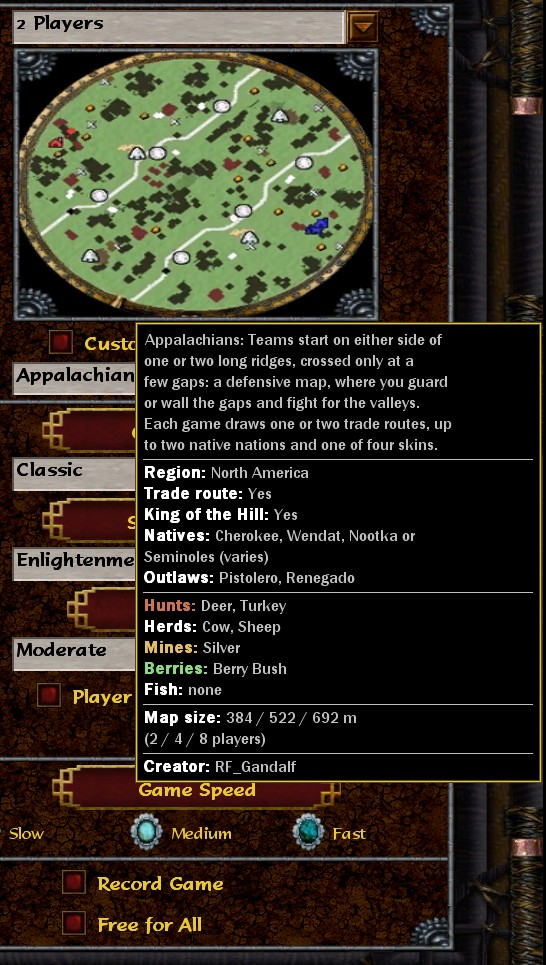 2 Players
Custo
Appalachian
Appalachians: Teams start on either side of
one or two long ridges, crossed only at a
few gaps: a defensive map, where you guard
or wall the gaps and fight for the valleys.
Each game draws one or two trade routes, up
to two native nations and one of four skins.
Region: North America
Trade route: Yes
King of the Hill: Yes
Natives: Cherokee, Wendat, Nootka or
Seminoles (varies)
Outlaws: Pistolero, Renegado
Hunts: Deer, Turkey
Herds: Cow, Sheep
Mines: Silver
Berries: Berry Bush
Fish: none
Map size: 384 / 522 / 692 m
(2 / 4 / 8 players)
Creator: RF_Gandalf
Classic
Enlightenme
Moderate
Player
Game Speed
Slow Medium Fast
Record Game
Free for All